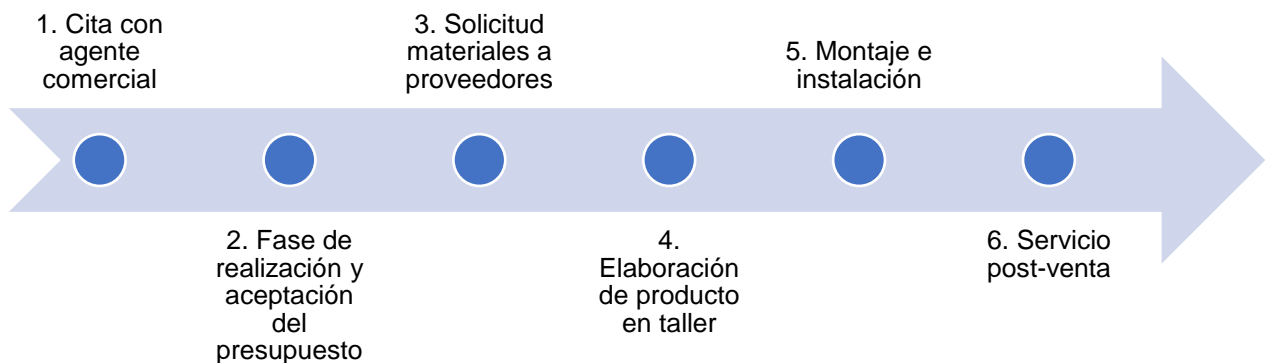 1. Cita con
agente
comercial
2. Fase de
realización y
aceptación
del
presupuesto
3. Solicitud
materiales a
proveedores
4.
Elaboración
de producto
en taller
5. Montaje e
instalación
6. Servicio
post-venta